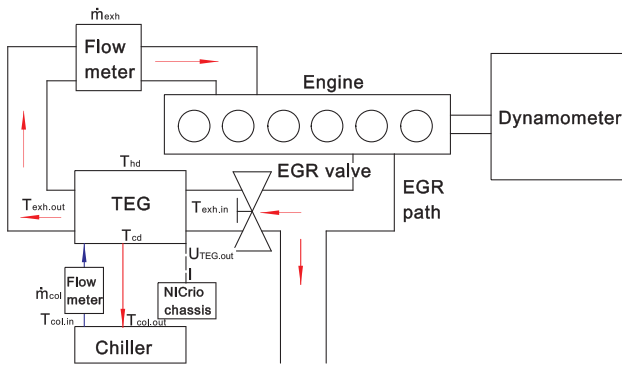 ṁexh
Flow
meter
Engine
Dynamometer
Thd
EGR valve
TEG
Texh.in
EGR
path
Texh.out
Tcd
UTEG.out
I
Flow
meter
ṁcol
NICrio
chassis
Tcol.in
Tcol.out
Chiller